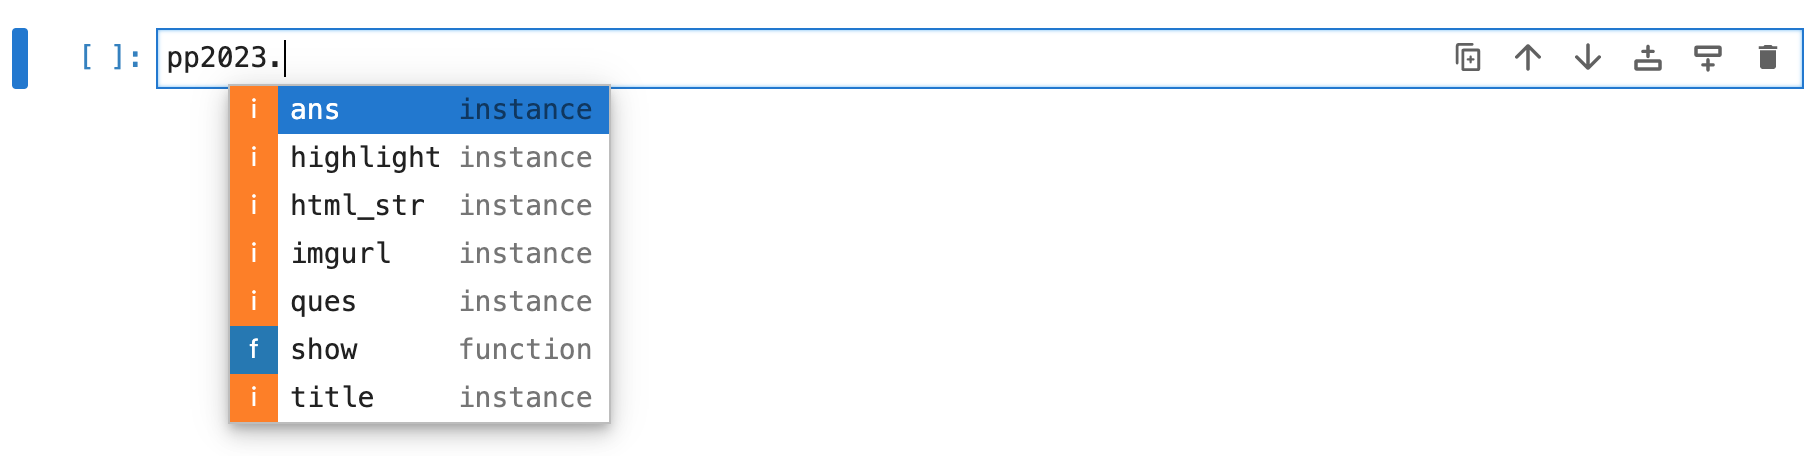 [ ]: pp2023.
i ans instance
i highlight instance
i html_str instance
i imgurl instance
i ques instance
f show function
i title instance